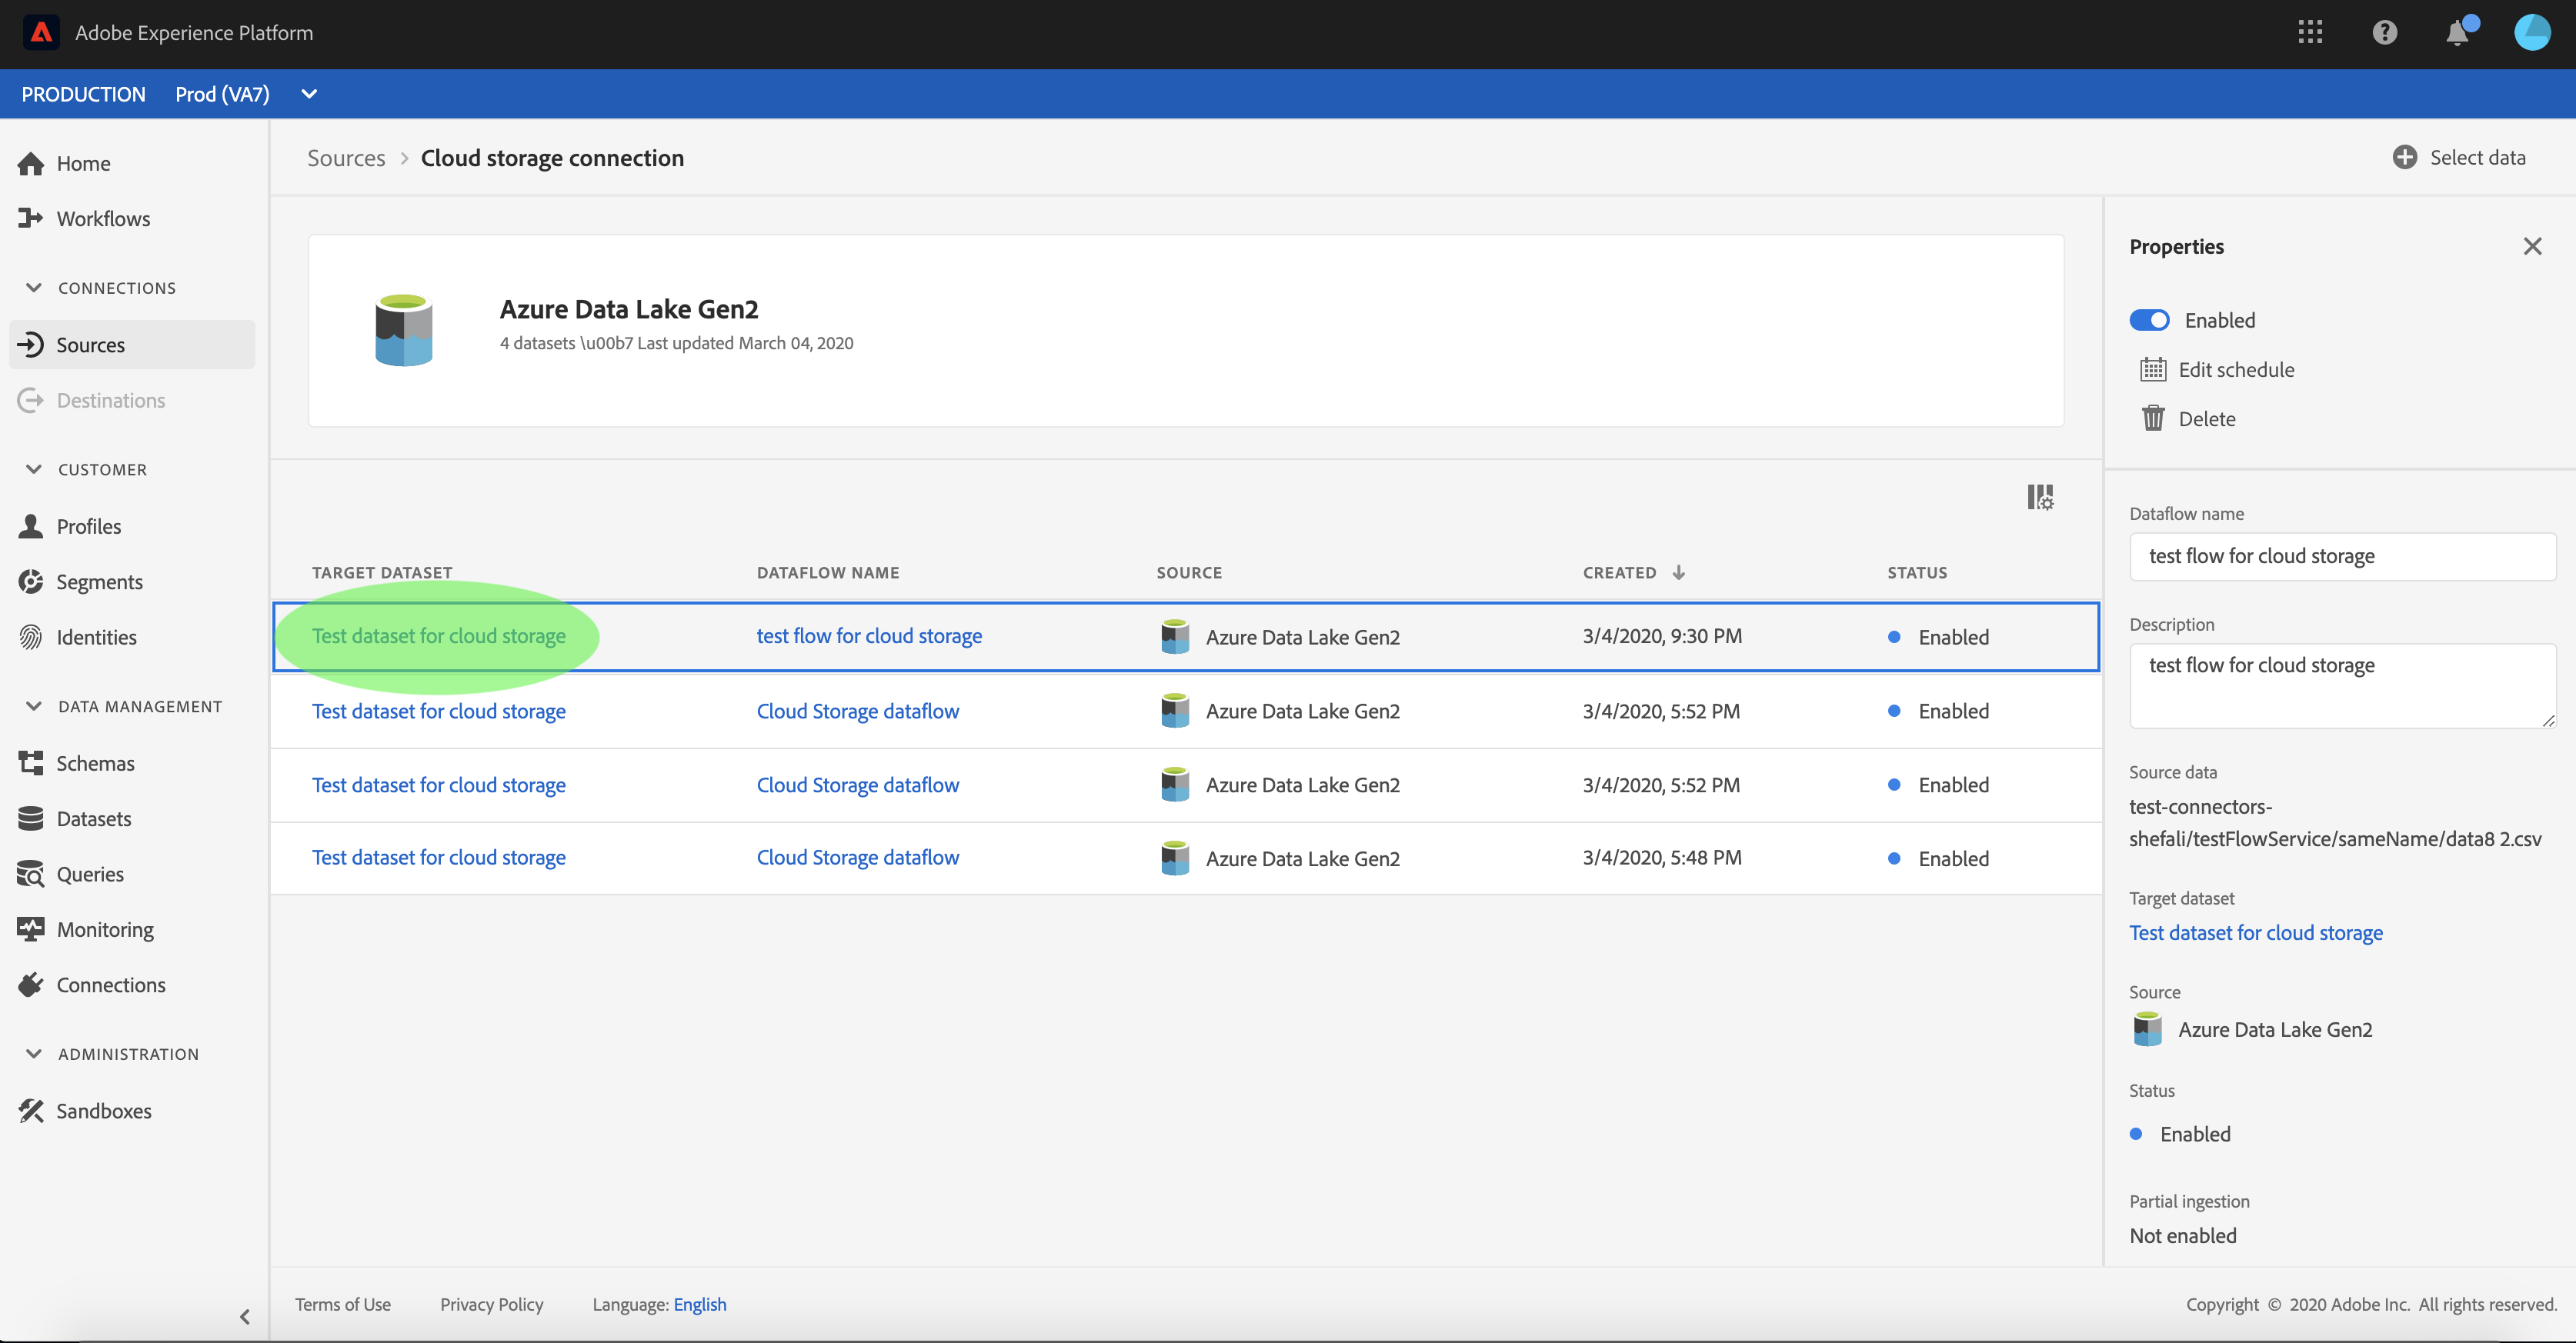 Adobe Experience Platform
PRODUCTION Prod (VA7)
Home
Workflows
CONNECTIONS
Sources
Destinations
CUSTOMER
Profiles
Segments
Identities
DATA MANAGEMENT
Schemas
Datasets
Queries
Monitoring
Connections
ADMINISTRATION
Sandboxes
Sources > Cloud storage connection
Select data
Azure Data Lake Gen2
4 datasets \u00b7 Last updated March 04, 2020
TARGET DATASET DATAFLOW NAME SOURCE CREATED STATUS
Test dataset for cloud storage test flow for cloud storage Azure Data Lake Gen2 3/4/2020, 9:30 PM Enabled
Test dataset for cloud storage Cloud Storage dataflow Azure Data Lake Gen2 3/4/2020, 5:52 PM Enabled
Test dataset for cloud storage Cloud Storage dataflow Azure Data Lake Gen2 3/4/2020, 5:52 PM Enabled
Test dataset for cloud storage Cloud Storage dataflow Azure Data Lake Gen2 3/4/2020, 5:48 PM Enabled
Properties
Enabled
Edit schedule
Delete
Dataflow name
test flow for cloud storage
Description
test flow for cloud storage
Source data
test-connectors-
shefali/testFlowService/sameName/data8 2.csv
Target dataset
Test dataset for cloud storage
Source
Azure Data Lake Gen2
Status
Enabled
Partial ingestion
Not enabled
Terms of Use Privacy Policy Language: English
Copyright © 2020 Adobe Inc. All rights reserved.